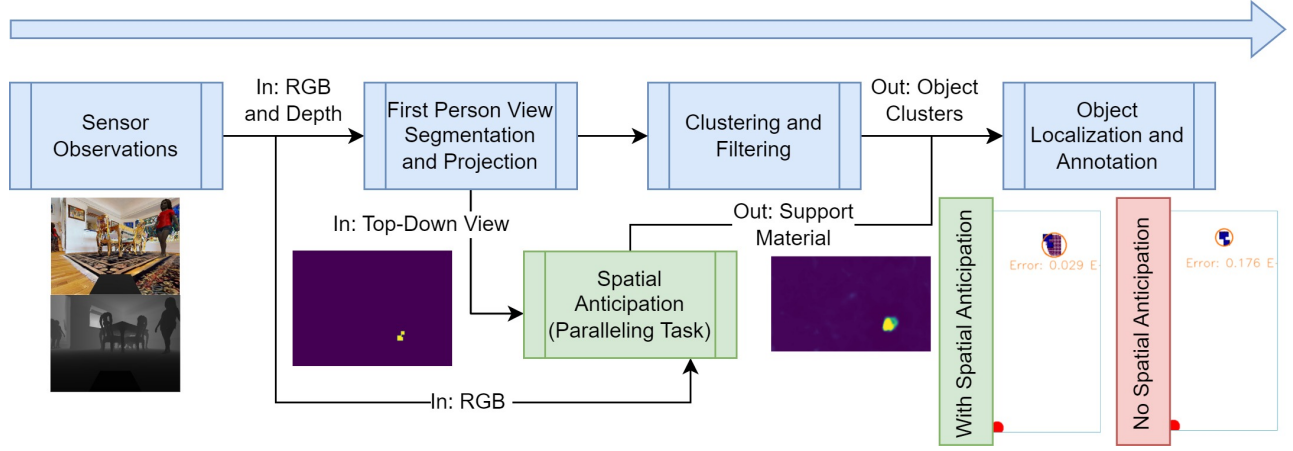 In: RGB
and Depth
Out: Object
Clusters
Sensor
Observations
First Person View
Segmentation
and Projection
Clustering and
Filtering
Object
Localization and
Annotation
In: Top-Down View
Out: Support
Material
Spatial
Anticipation
(Paralleling Task)
In: RGB
With Spatial Anticipation
Error: 0.029 E-
No Spatial Anticipation
Error: 0.176 E-